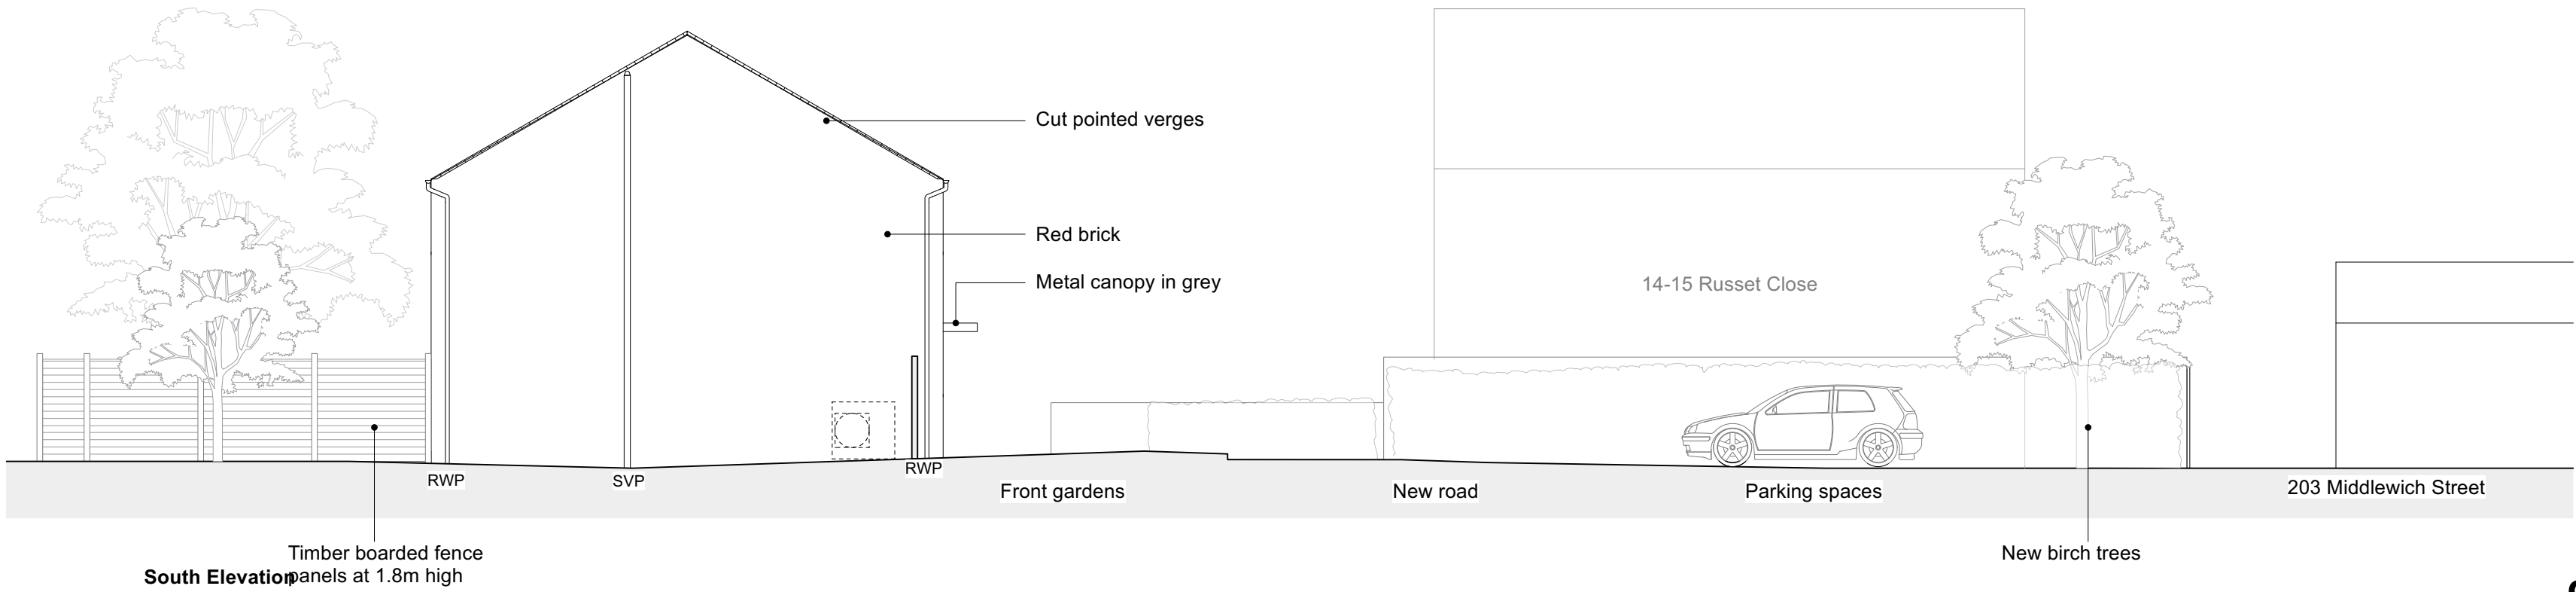 Cut pointed verges
Red brick
Metal canopy in grey
14-15 Russet Close
RWP
SVP
RWP
Front gardens
New road
Parking spaces
203 Middlewich Street
Timber boarded fence
panels at 1.8m high
New birch trees
South Elevation